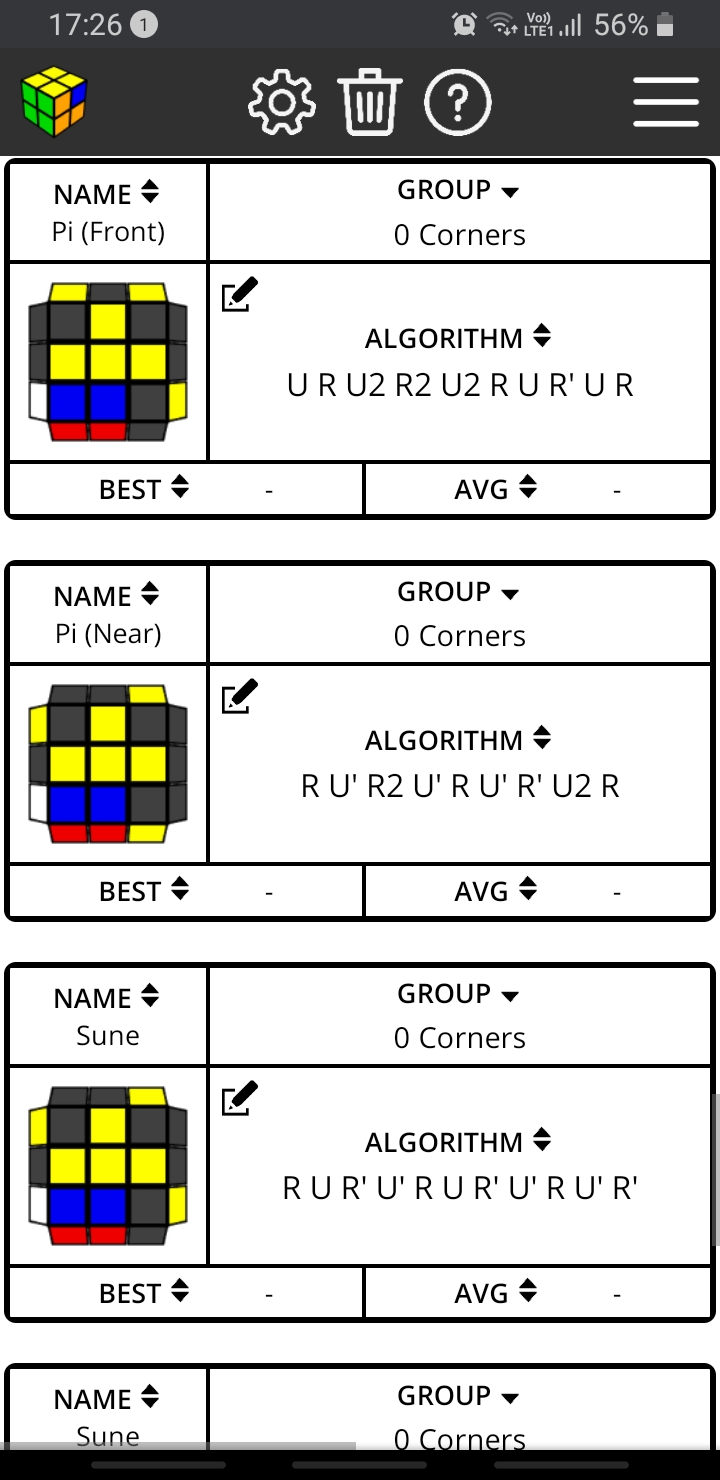 17:26 1 Vo) LTE1 56%
?
NAME GROUP
Pi (Front) 0 Corners
ALGORITHM
U R U2 R2 U2 R U R' U R
BEST - AVG -
NAME GROUP
Pi (Near) 0 Corners
ALGORITHM
R U' R2 U' R U' R' U2 R
BEST - AVG -
NAME GROUP
Sune 0 Corners
ALGORITHM
R U R' U' R U R' U' R U' R'
BEST - AVG -
NAME GROUP
Sune 0 Corners